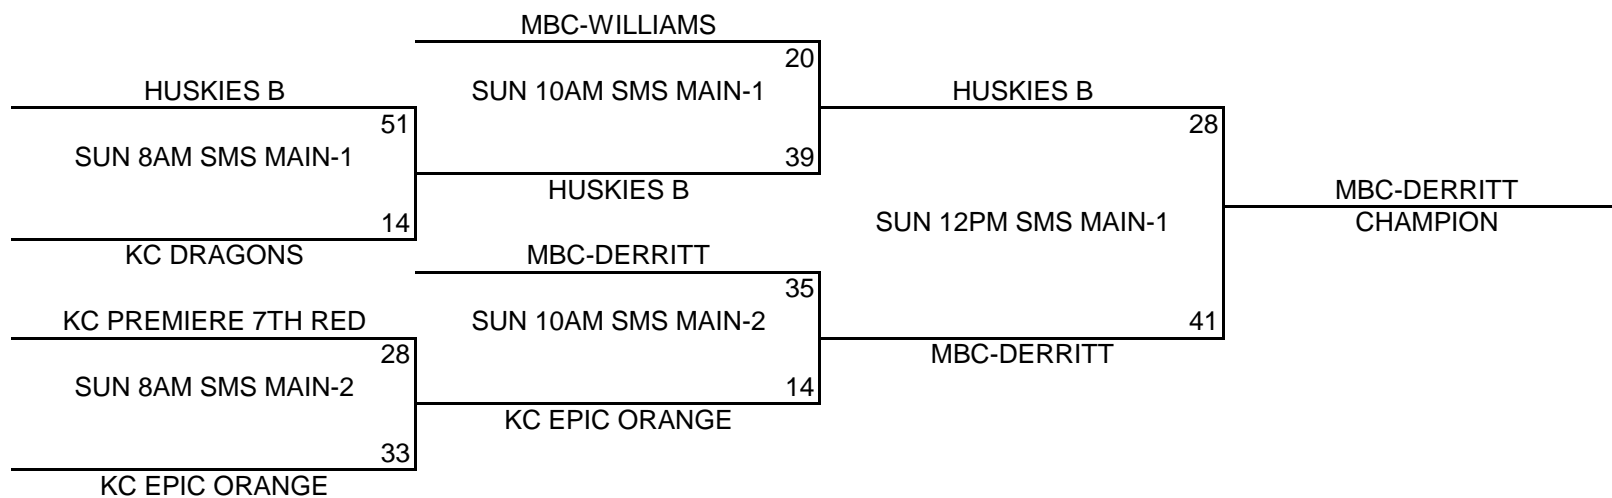 MBC-WILLIAMS
20
HUSKIES B
SUN 10AM SMS MAIN-1
HUSKIES B
51
28
SUN 8AM SMS MAIN-1
39
HUSKIES B
MBC-DERRITT
14
SUN 12PM SMS MAIN-1
CHAMPION
KC DRAGONS
MBC-DERRITT
35
KC PREMIERE 7TH RED
SUN 10AM SMS MAIN-2
41
28
MBC-DERRITT
SUN 8AM SMS MAIN-2
14
KC EPIC ORANGE
33
KC EPIC ORANGE